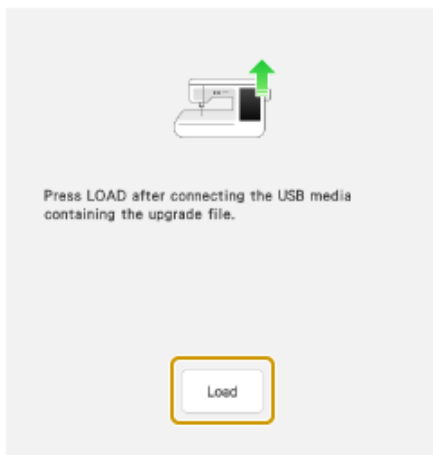 Press LOAD after connecting the USB media
containing the upgrade file.
Load